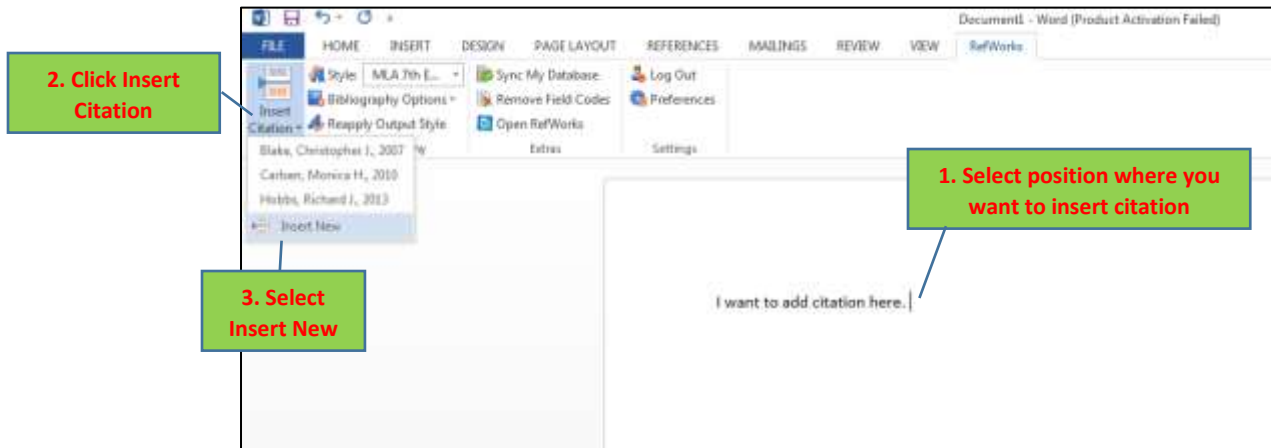 Document1 - Word (Product Activation Failed)
FILE HOME INSERT DESIGN PAGE LAYOUT REFERENCES MAILINGS REVIEW VIEW RefWorks
2. Click Insert
Citation
Style: MLA 7th E... Sync My Database Log Out
Bibliography Options Remove Field Codes Preferences
Insert
Citation Reapply Output Style Open RefWorks
Extras Settings
Blake, Christopher J., 2007
Carlsen, Monica H., 2010
Hobbs, Richard J., 2013
Insert New
1. Select position where you
want to insert citation
3. Select
Insert New
I want to add citation here.